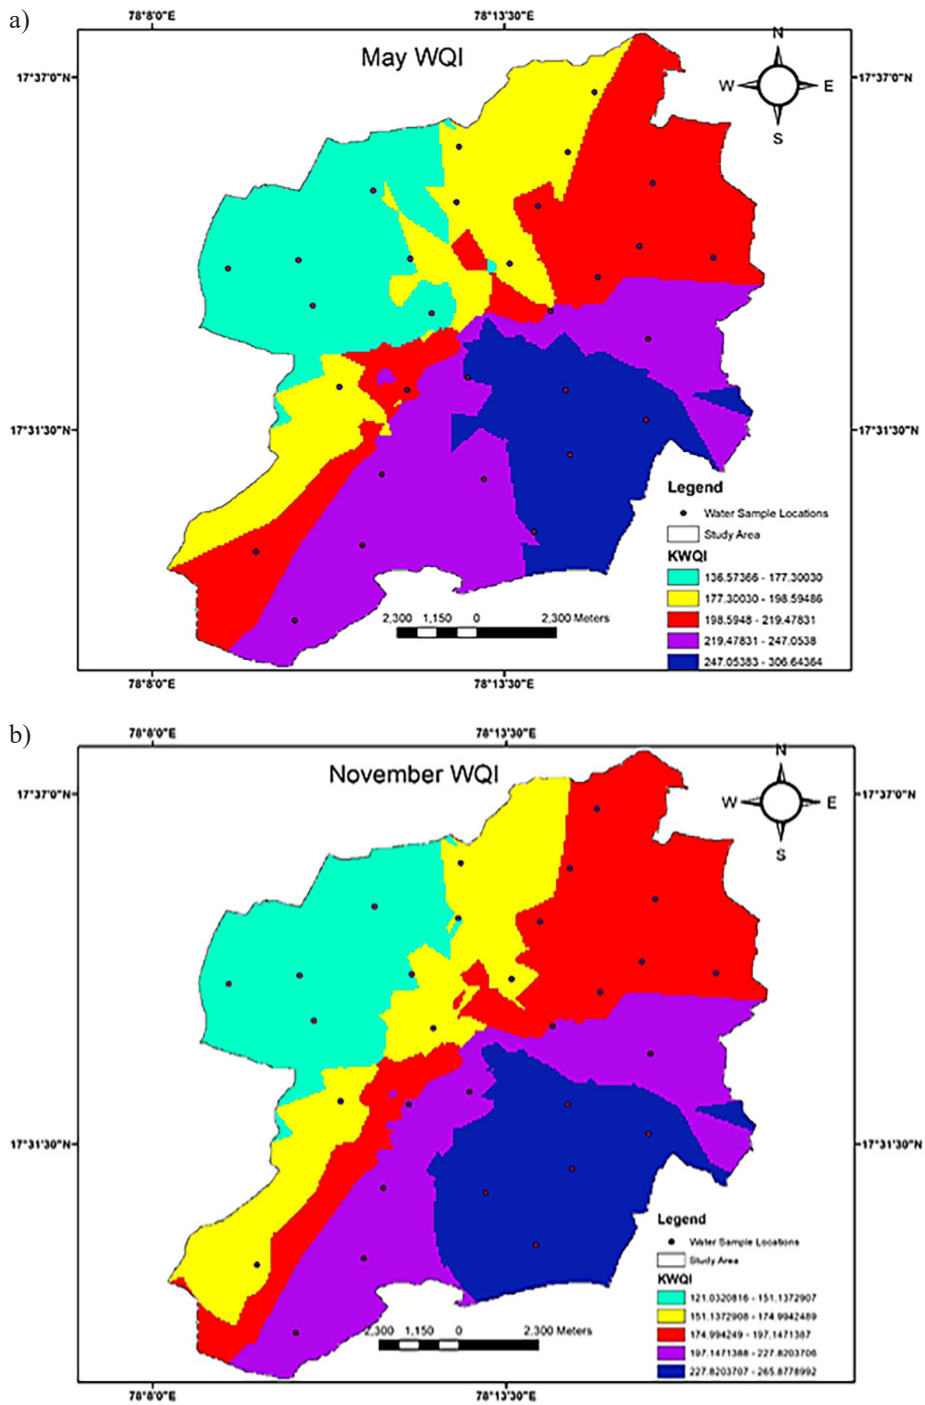 a)
78°8'0"E 78°13'30"E
May WQI
N
17°37'0"N 17°37'0"N
W E
S
17°31'30"N 17°31'30"N
Legend
Water Sample Locations
Study Area
KWQI
136.57366 - 177.30030
177.30030 - 198.59486
198.5948 - 219.47831
219.47831 - 247.0538
247.05383 - 306.64364
2,300 1,150 0 2,300 Meters
78°8'0"E 78°13'30"E
b)
78°8'0"E 78°13'30"E
November WQI
N
17°37'0"N 17°37'0"N
W E
S
17°31'30"N 17°31'30"N
Legend
Water Sample Locations
Study Area
KWQI
121.0320816 - 151.1372907
151.1372908 - 174.9942489
174.994249 - 197.1471387
197.1471388 - 227.8203706
227.8203707 - 265.8778992
2,300 1,150 0 2,300 Meters
78°8'0"E 78°13'30"E